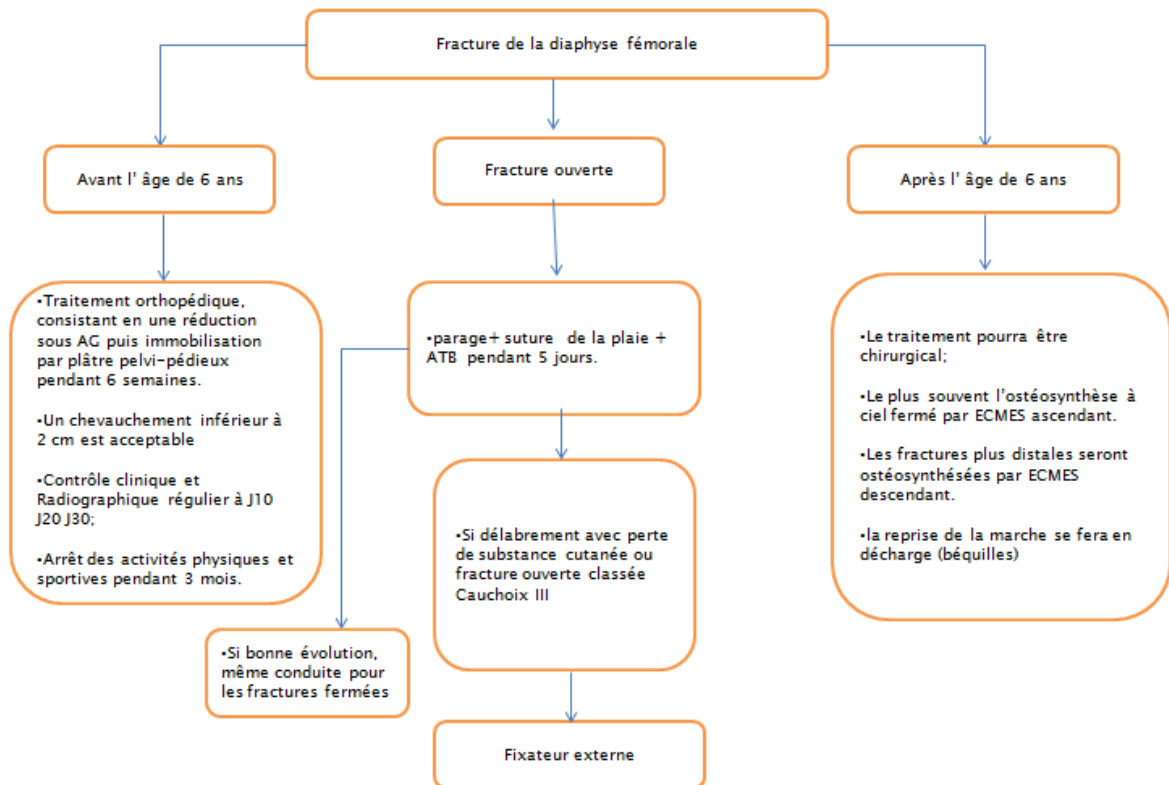 Fracture de la diaphyse fémorale
Avant l' âge de 6 ans
Fracture ouverte
Après l' âge de 6 ans
•Traitement orthopédique,
consistant en une réduction
sous AG puis immobilisation
par plâtre pelvi-pédieux
pendant 6 semaines.
•Un chevauchement inférieur à
2 cm est acceptable
•Contrôle clinique et
Radiographique régulier à J10
J20 J30;
•Arrêt des activités physiques et
sportives pendant 3 mois.
•parage+ suture de la plaie +
ATB pendant 5 jours.
•Le traitement pourra être
chirurgical;
•Le plus souvent l'ostéosynthèse à
ciel fermé par ECMES ascendant.
•Les fractures plus distales seront
ostéosynthésées par ECMES
descendant.
•la reprise de la marche se fera en
décharge (béquilles)
•Si délabrement avec perte
de substance cutanée ou
fracture ouverte classée
Cauchoix III
•Si bonne évolution,
même conduite pour
les fractures fermées
Fixateur externe